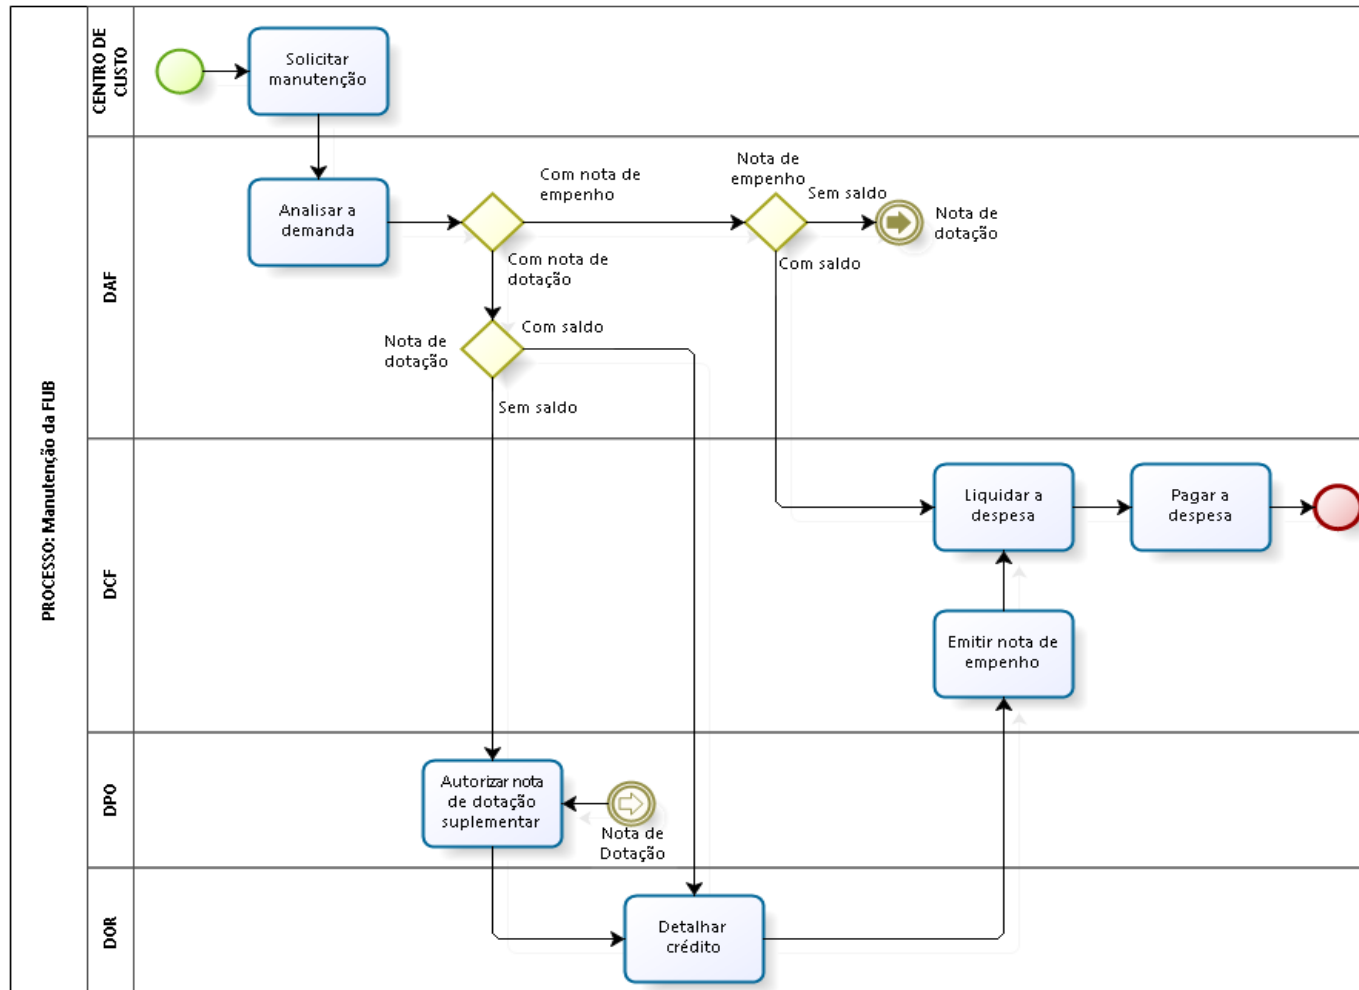 PROCESSO: Manutenção da FUB
CENTRO DE
CUSTO
Solicitar
manutenção
DAF
Analisar a
demanda
Com nota de
empenho
Nota de
empenho
Sem saldo
Nota de
dotação
Com saldo
Com nota de
dotação
Nota de
dotação
Com saldo
Sem saldo
DCF
Liquidar a
despesa
Pagar a
despesa
Emitir nota de
empenho
DPO
Autorizar nota
de dotação
suplementar
Nota de
Dotação
DOR
Detalhar
crédito